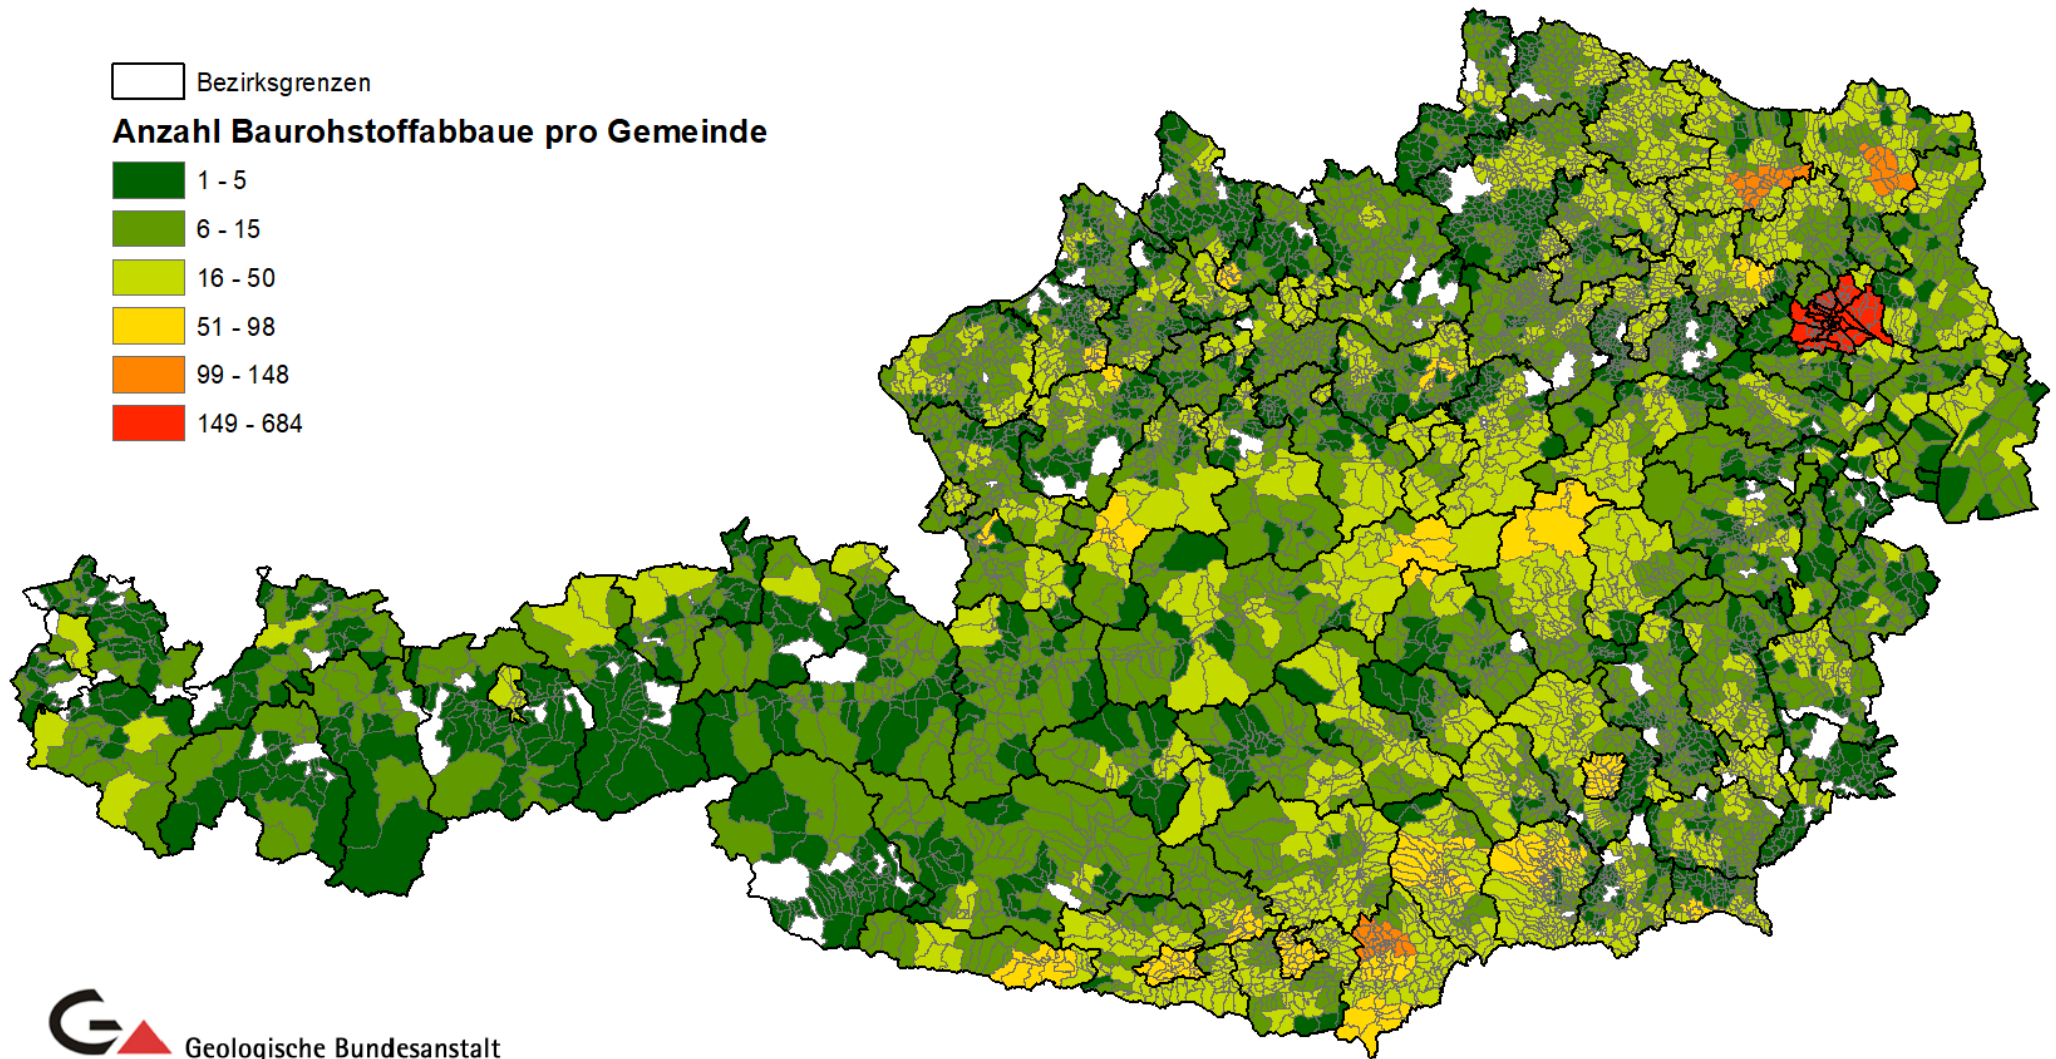 Bezirksgrenzen
Anzahl Baurohstoffabbaue pro Gemeinde
1 - 5
6 - 15
16 - 50
51 - 98
99 - 148
149 - 684
Geologische Bundesanstalt